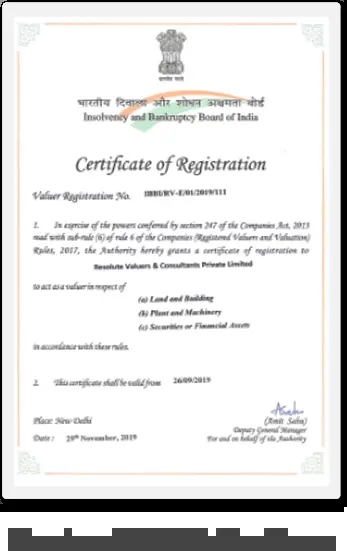 भारतीय दिवाला और शोधन अक्षमता बोर्ड
Insolvency and Bankruptcy Board of India
Certificate of Registration
Valuer Registration No. IBBI/RV-E/01/2019/111
1. In exercise of the powers conferred by section 247 of the Companies Act, 2013
read with sub-rule (6) of rule 6 of the Companies (Registered Valuers and Valuation)
Rules, 2017, the Authority hereby grants a certificate of registration to
Resolute Valuers & Consultants Private Limited
to act as a valuer in respect of
(a) Land and Building
(b) Plant and Machinery
(c) Securities or Financial Assets
in accordance with these rules.
2. This certificate shall be valid from 26/09/2019
Place: New Delhi
(Amit Saha)
Deputy General Manager
Date : 29th November, 2019
For and on behalf of the Authority